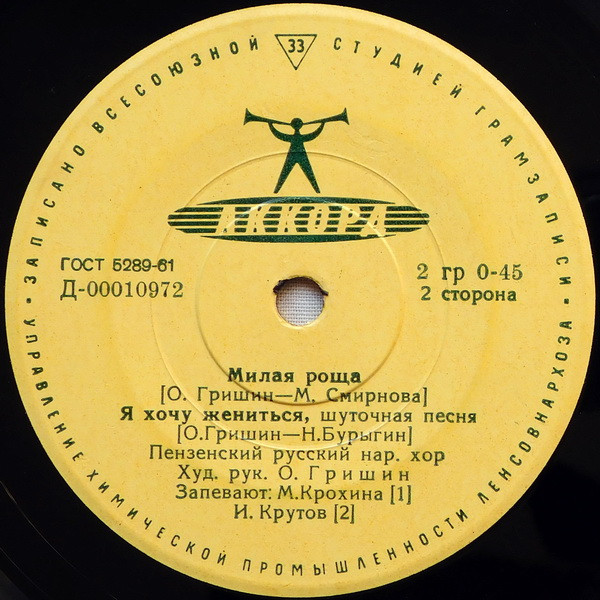 ЗАПИСАНО ВСЕСОЮЗНОЙ СТУДИЕЙ ГРАМЗАПИСИ
33
АККОРД
ГОСТ 5289-61
Д-00010972
2 гр 0-45
2 сторона
Милая роща
[О. Гришин—М. Смирнова]
Я хочу жениться, шуточная песня
[О.Гришин—Н.Бурыгин]
Пензенский русский нар. хор
Худ. рук. О. Гришин
Запевают: М.Крохина [1]
И. Крутов [2]
УПРАВЛЕНИЕ ХИМИЧЕСКОЙ ПРОМЫШЛЕННОСТИ ЛЕНСОВНАРХОЗА